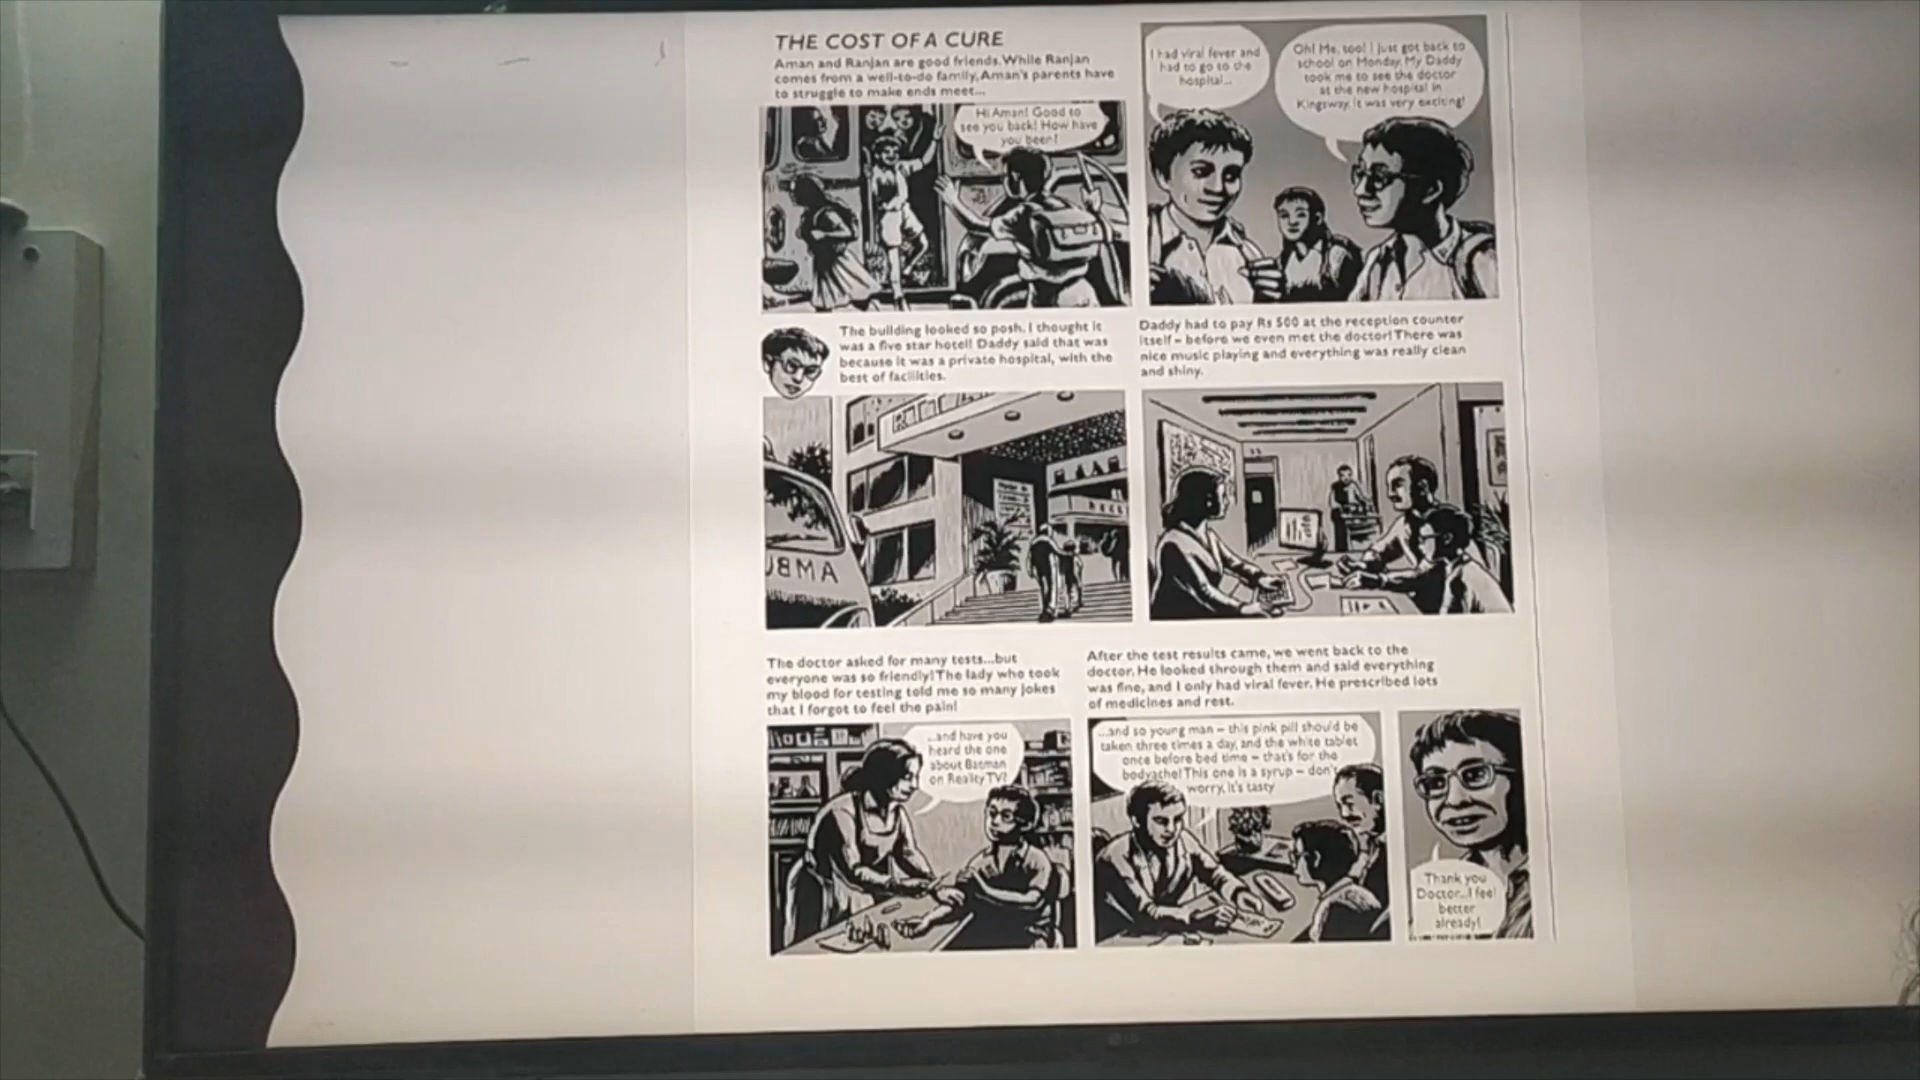 THE COST OF A CURE
Aman and Ranjan are good friends. While Ranjan
comes from a well-to-do family, Aman's parents have
to struggle to make ends meet...
Hi Aman! Good to
see you back! How have
you been?
I had viral fever and
had to go to the
hospital...
Oh! Me, too! I just got back to
school on Monday. My Daddy
took me to see the doctor
at the new hospital in
Kingsway. It was very exciting!
The building looked so posh. I thought it
was a five star hotel! Daddy said that was
because it was a private hospital, with the
best of facilities.
Daddy had to pay Rs 500 at the reception counter
itself – before we even met the doctor! There was
nice music playing and everything was really clean
and shiny.
UBMA
The doctor asked for many tests...but
everyone was so friendly! The lady who took
my blood for testing told me so many jokes
that I forgot to feel the pain!
After the test results came, we went back to the
doctor. He looked through them and said everything
was fine, and I only had viral fever. He prescribed lots
of medicines and rest.
...and have you
heard the one
about Batman
on Reality TV?
...and so young man – this pink pill should be
taken three times a day, and the white tablet
once before bed time – that's for the
bodyache! This one is a syrup – don't
worry, it's tasty
Thank you
Doctor...I feel
better
already!
LG